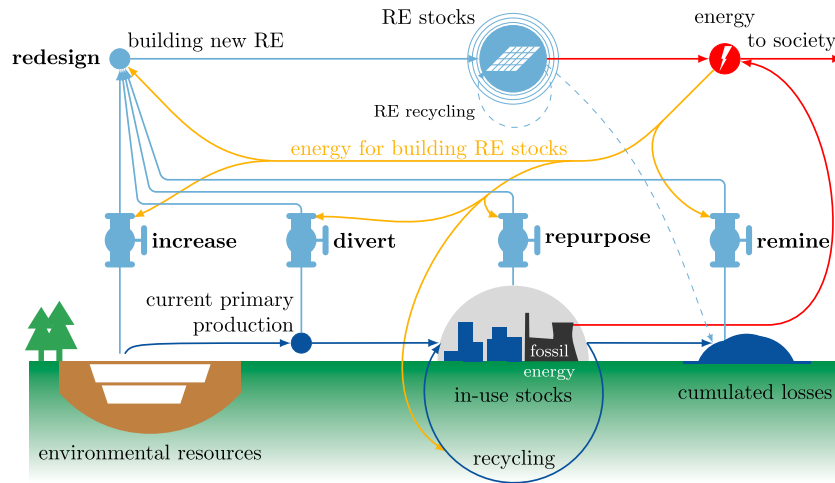 RE stocks
energy
to society
redesign
building new RE
RE recycling
energy for building RE stocks
increase
divert
repurpose
remine
current primary
production
fossil
energy
in-use stocks
cumulated losses
environmental resources
recycling